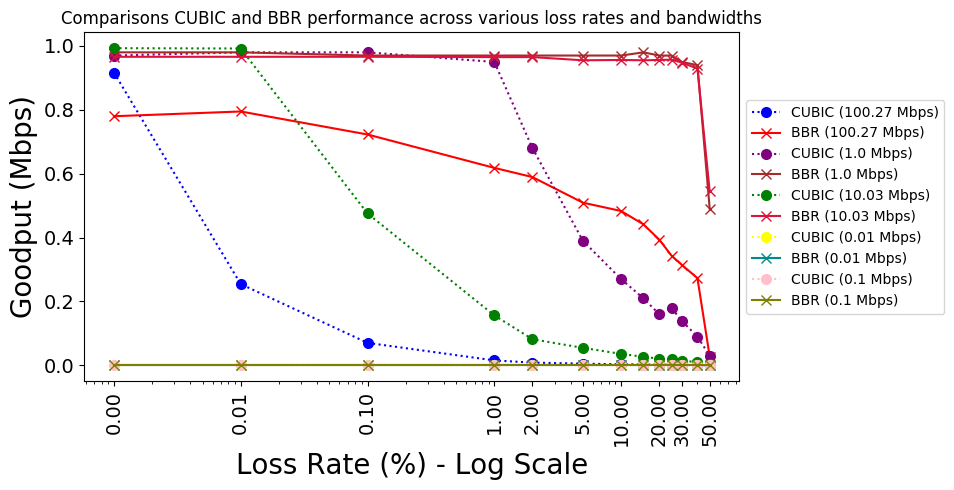 Comparisons CUBIC and BBR performance across various loss rates and bandwidths
Goodput (Mbps)
1.0
0.8
0.6
0.4
0.2
0.0
0.00
0.01
0.10
1.00
2.00
5.00
10.00
20.00
30.00
50.00
Loss Rate (%) - Log Scale
CUBIC (100.27 Mbps)
BBR (100.27 Mbps)
CUBIC (1.0 Mbps)
BBR (1.0 Mbps)
CUBIC (10.03 Mbps)
BBR (10.03 Mbps)
CUBIC (0.01 Mbps)
BBR (0.01 Mbps)
CUBIC (0.1 Mbps)
BBR (0.1 Mbps)